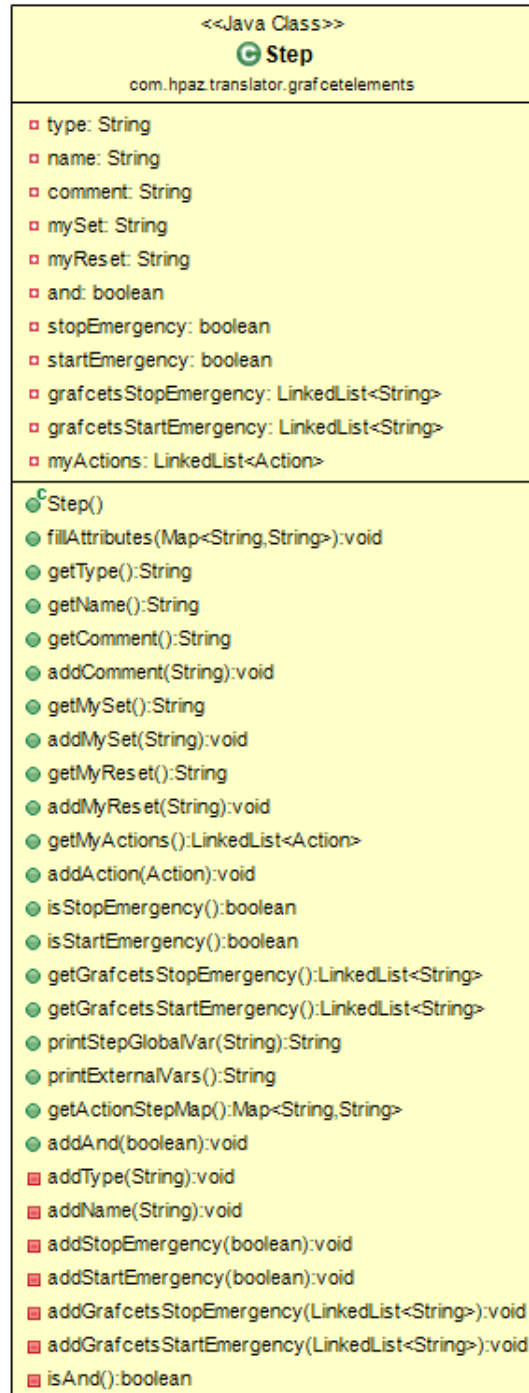 <<Java Class>>
C Step
com.hpaz.translator.grafcetelements
type: String
name: String
comment: String
mySet: String
myReset: String
and: boolean
stopEmergency: boolean
startEmergency: boolean
grafcetsStopEmergency: LinkedList<String>
grafcetsStartEmergency: LinkedList<String>
myActions: LinkedList<Action>
C Step()
fillAttributes(Map<String,String>):void
getType():String
getName():String
getComment():String
addComment(String):void
getMySet():String
addMySet(String):void
getMyReset():String
addMyReset(String):void
getMyActions():LinkedList<Action>
addAction(Action):void
isStopEmergency():boolean
isStartEmergency():boolean
getGrafcetsStopEmergency():LinkedList<String>
getGrafcetsStartEmergency():LinkedList<String>
printStepGlobalVar(String):String
printExternalVars():String
getActionStepMap():Map<String,String>
addAnd(boolean):void
addType(String):void
addName(String):void
addStopEmergency(boolean):void
addStartEmergency(boolean):void
addGrafcetsStopEmergency(LinkedList<String>):void
addGrafcetsStartEmergency(LinkedList<String>):void
isAnd():boolean